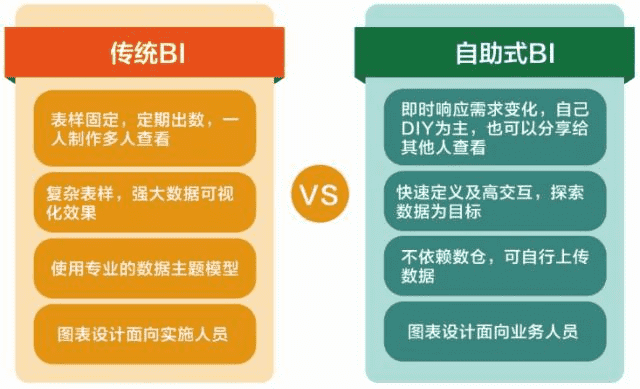 传统BI
表样固定，定期出数，一
人制作多人查看
复杂表样，强大数据可视
化效果
使用专业的数据主题模型
图表设计面向实施人员
VS
自助式BI
即时响应需求变化，自己
DIY为主，也可以分享给
其他人查看
快速定义及高交互，探索
数据为目标
不依赖数仓，可自行上传
数据
图表设计面向业务人员